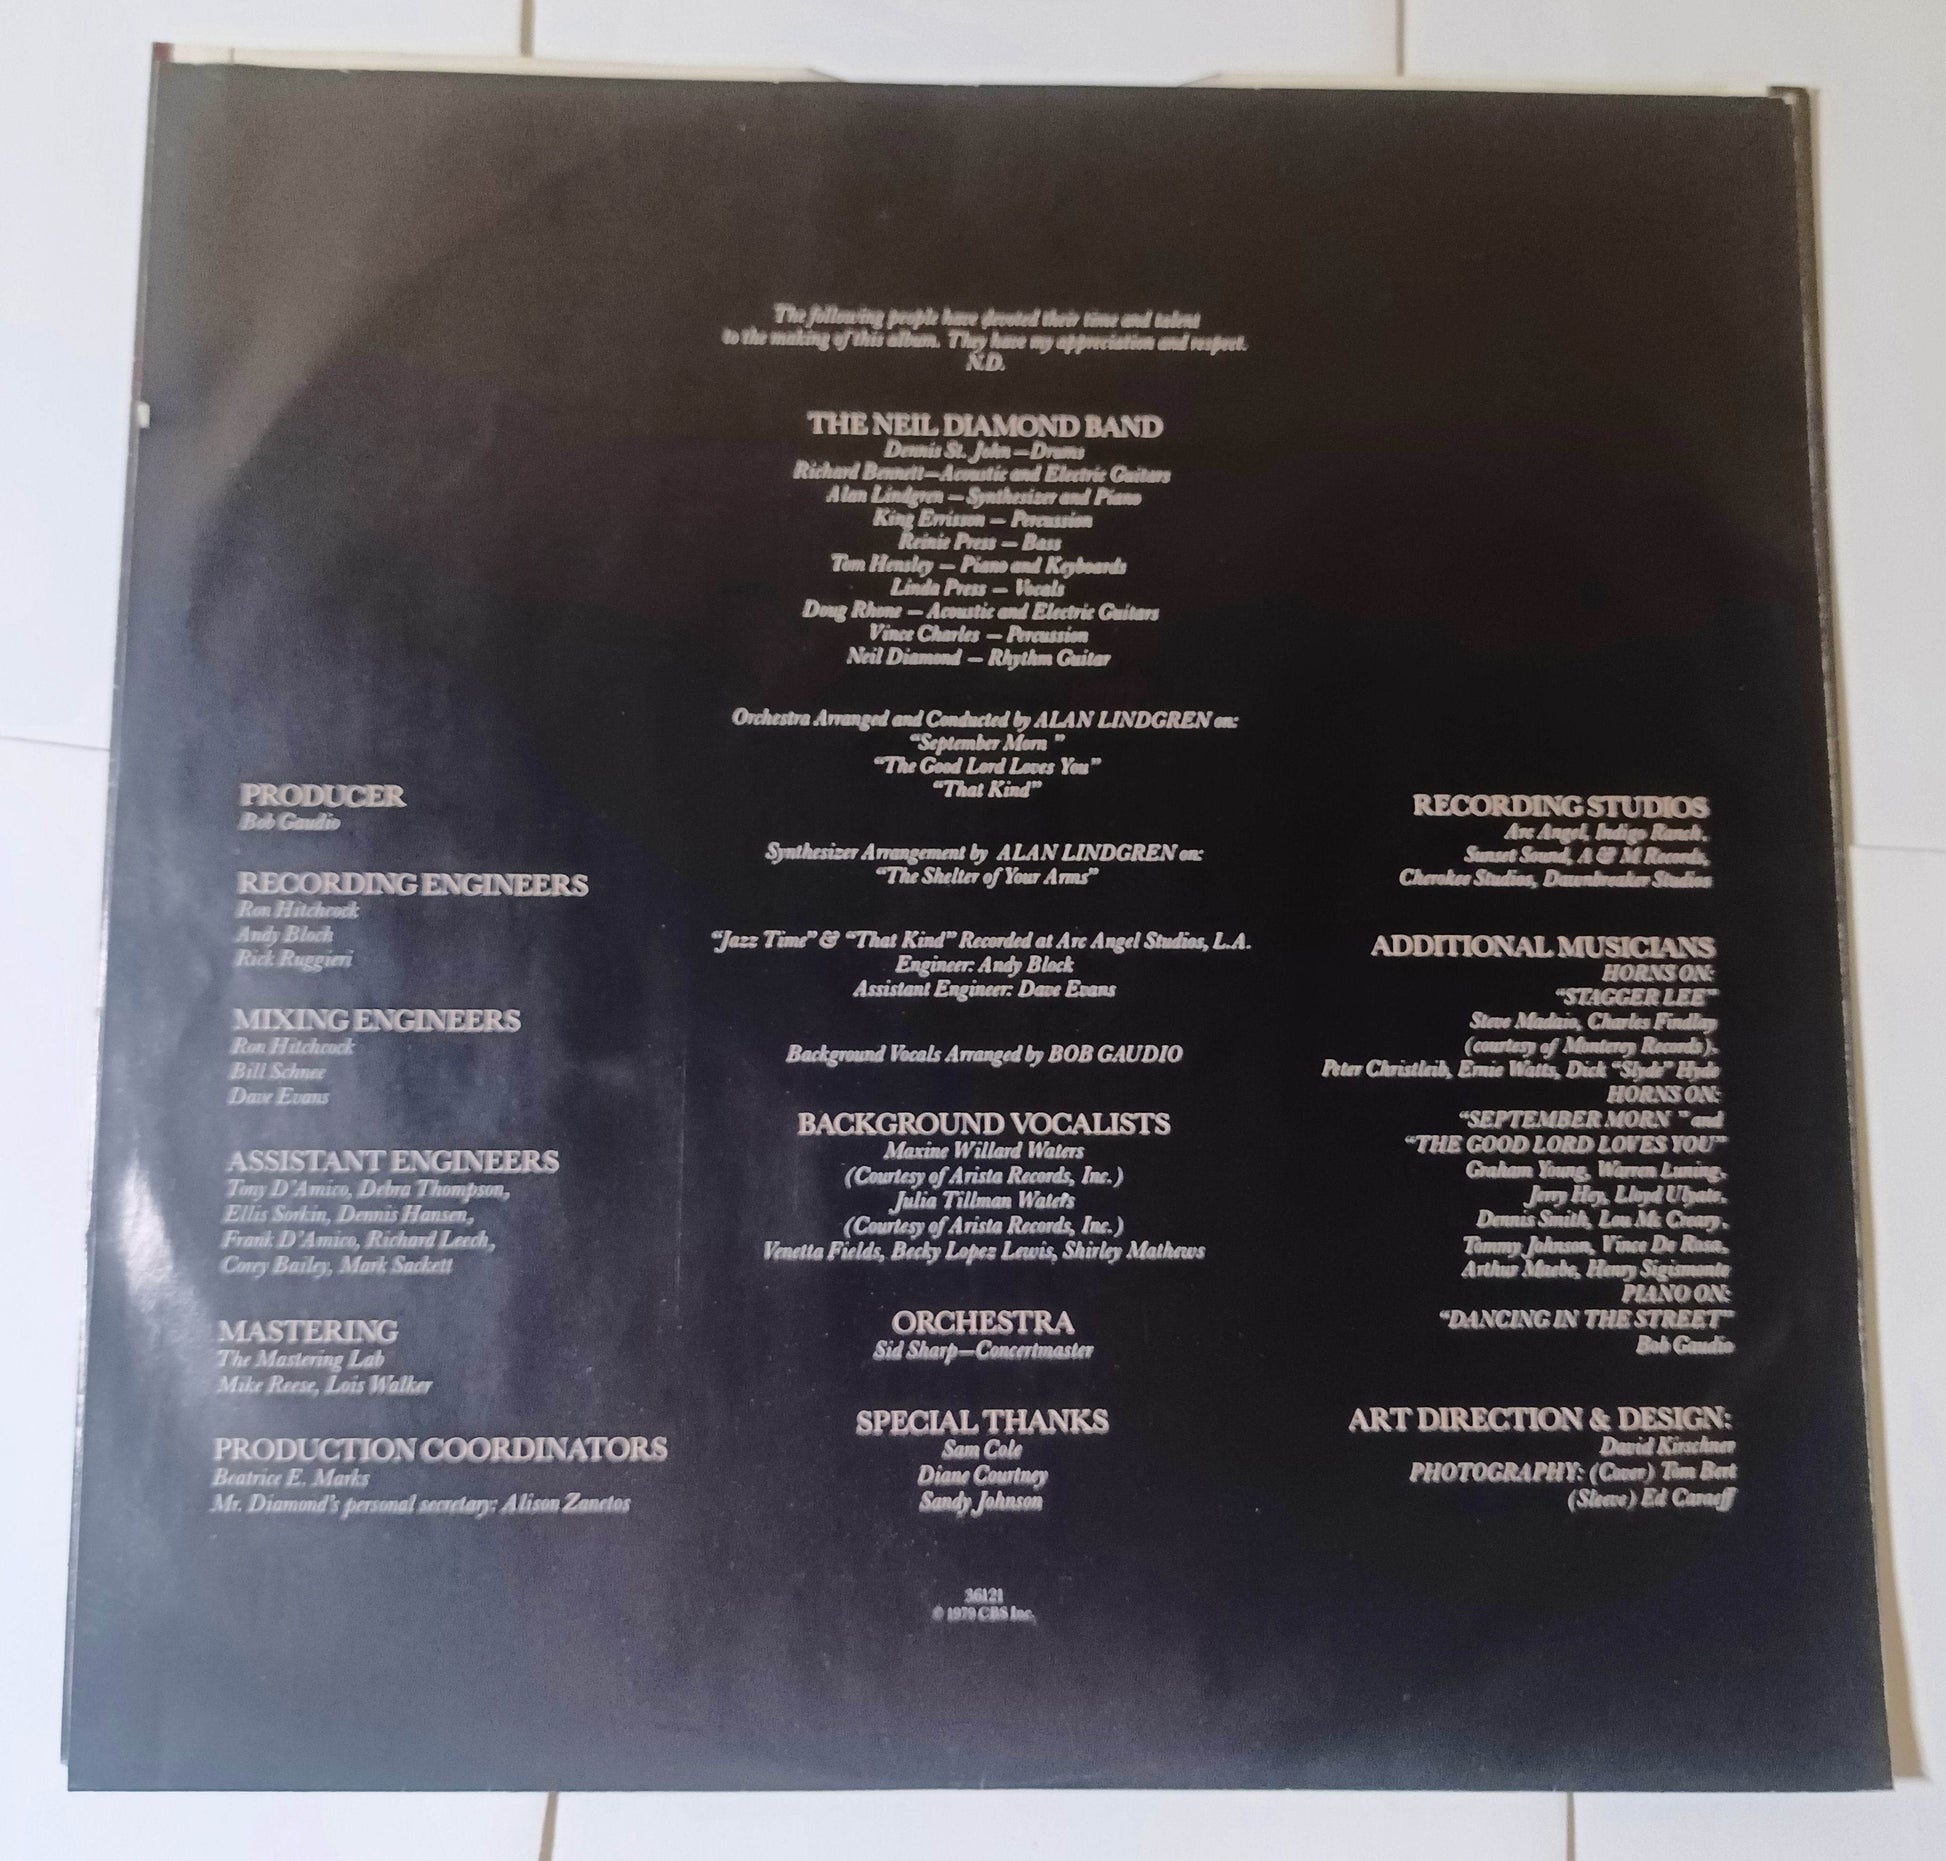 The following people have devoted their time and talent
to the making of this album. They have my appreciation and respect.
N.D.
THE NEIL DIAMOND BAND
Dennis St. John—Drums
Richard Bennett—Acoustic and Electric Guitars
Alan Lindgren — Synthesizer and Piano
King Errisson — Percussion
Reinie Press — Bass
Tom Hensley — Piano and Keyboards
Linda Press — Vocals
Doug Rhone — Acoustic and Electric Guitars
Vince Charles — Percussion
Neil Diamond — Rhythm Guitar
Orchestra Arranged and Conducted by ALAN LINDGREN on:
“September Morn ”
“The Good Lord Loves You”
“That Kind”
Synthesizer Arrangement by ALAN LINDGREN on:
“The Shelter of Your Arms”
“Jazz Time” & “That Kind” Recorded at Arc Angel Studios, L.A.
Engineer: Andy Block
Assistant Engineer: Dave Evans
Background Vocals Arranged by BOB GAUDIO
BACKGROUND VOCALISTS
Maxine Willard Waters
(Courtesy of Arista Records, Inc.)
Julia Tillman Waters
(Courtesy of Arista Records, Inc.)
Venetta Fields, Becky Lopez Lewis, Shirley Mathews
ORCHESTRA
Sid Sharp—Concertmaster
SPECIAL THANKS
Sam Cole
Diane Courtney
Sandy Johnson
PRODUCER
Bob Gaudio
RECORDING ENGINEERS
Ron Hitchcock
Andy Bloch
Rick Ruggieri
MIXING ENGINEERS
Ron Hitchcock
Bill Schnee
Dave Evans
ASSISTANT ENGINEERS
Tony D'Amico, Debra Thompson,
Ellis Sorkin, Dennis Hansen,
Frank D'Amico, Richard Leech,
Corey Bailey, Mark Sackett
MASTERING
The Mastering Lab
Mike Reese, Lois Walker
PRODUCTION COORDINATORS
Beatrice E. Marks
Mr. Diamond's personal secretary: Alison Zanetos
RECORDING STUDIOS
Arc Angel, Indigo Ranch,
Sunset Sound, A & M Records,
Cherokee Studios, Dawnbreaker Studios
ADDITIONAL MUSICIANS
HORNS ON:
“STAGGER LEE”
Steve Madaio, Charles Findlay
(courtesy of Monterey Records),
Peter Christleib, Ernie Watts, Dick “Slyde” Hyde
HORNS ON:
“SEPTEMBER MORN ” and
“THE GOOD LORD LOVES YOU”
Graham Young, Warren Luning,
Jerry Hey, Lloyd Ulyate,
Dennis Smith, Lou Mc Creary,
Tommy Johnson, Vince De Rosa,
Arthur Maebe, Henry Sigismonte
PIANO ON:
“DANCING IN THE STREET”
Bob Gaudio
ART DIRECTION & DESIGN:
David Kirschner
PHOTOGRAPHY: (Cover) Tom Bert
(Sleeve) Ed Caraeff
36121
© 1979 CBS Inc.